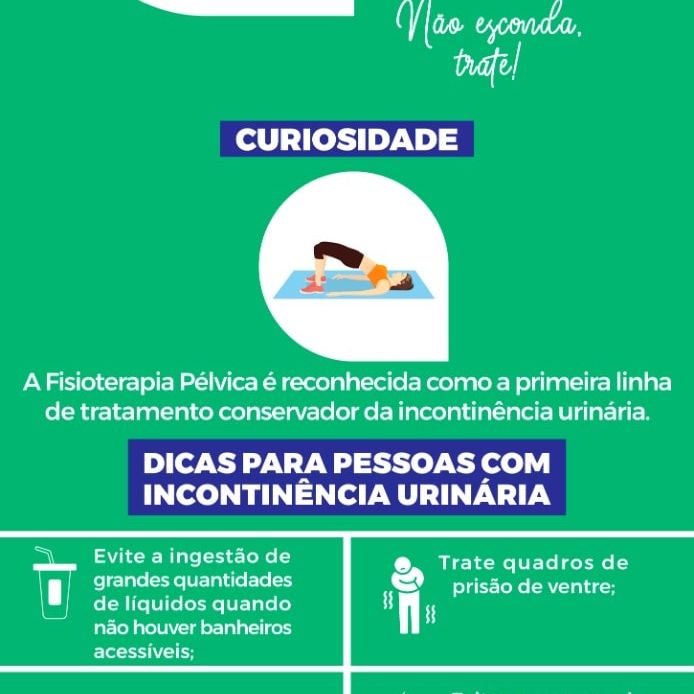 Não esconda,
trate!
CURIOSIDADE
A Fisioterapia Pélvica é reconhecida como a primeira linha
de tratamento conservador da incontinência urinária.
DICAS PARA PESSOAS COM
INCONTINÊNCIA URINÁRIA
Evite a ingestão de
grandes quantidades
de líquidos quando
não houver banheiros
acessíveis;
Trate quadros de
prisão de ventre;